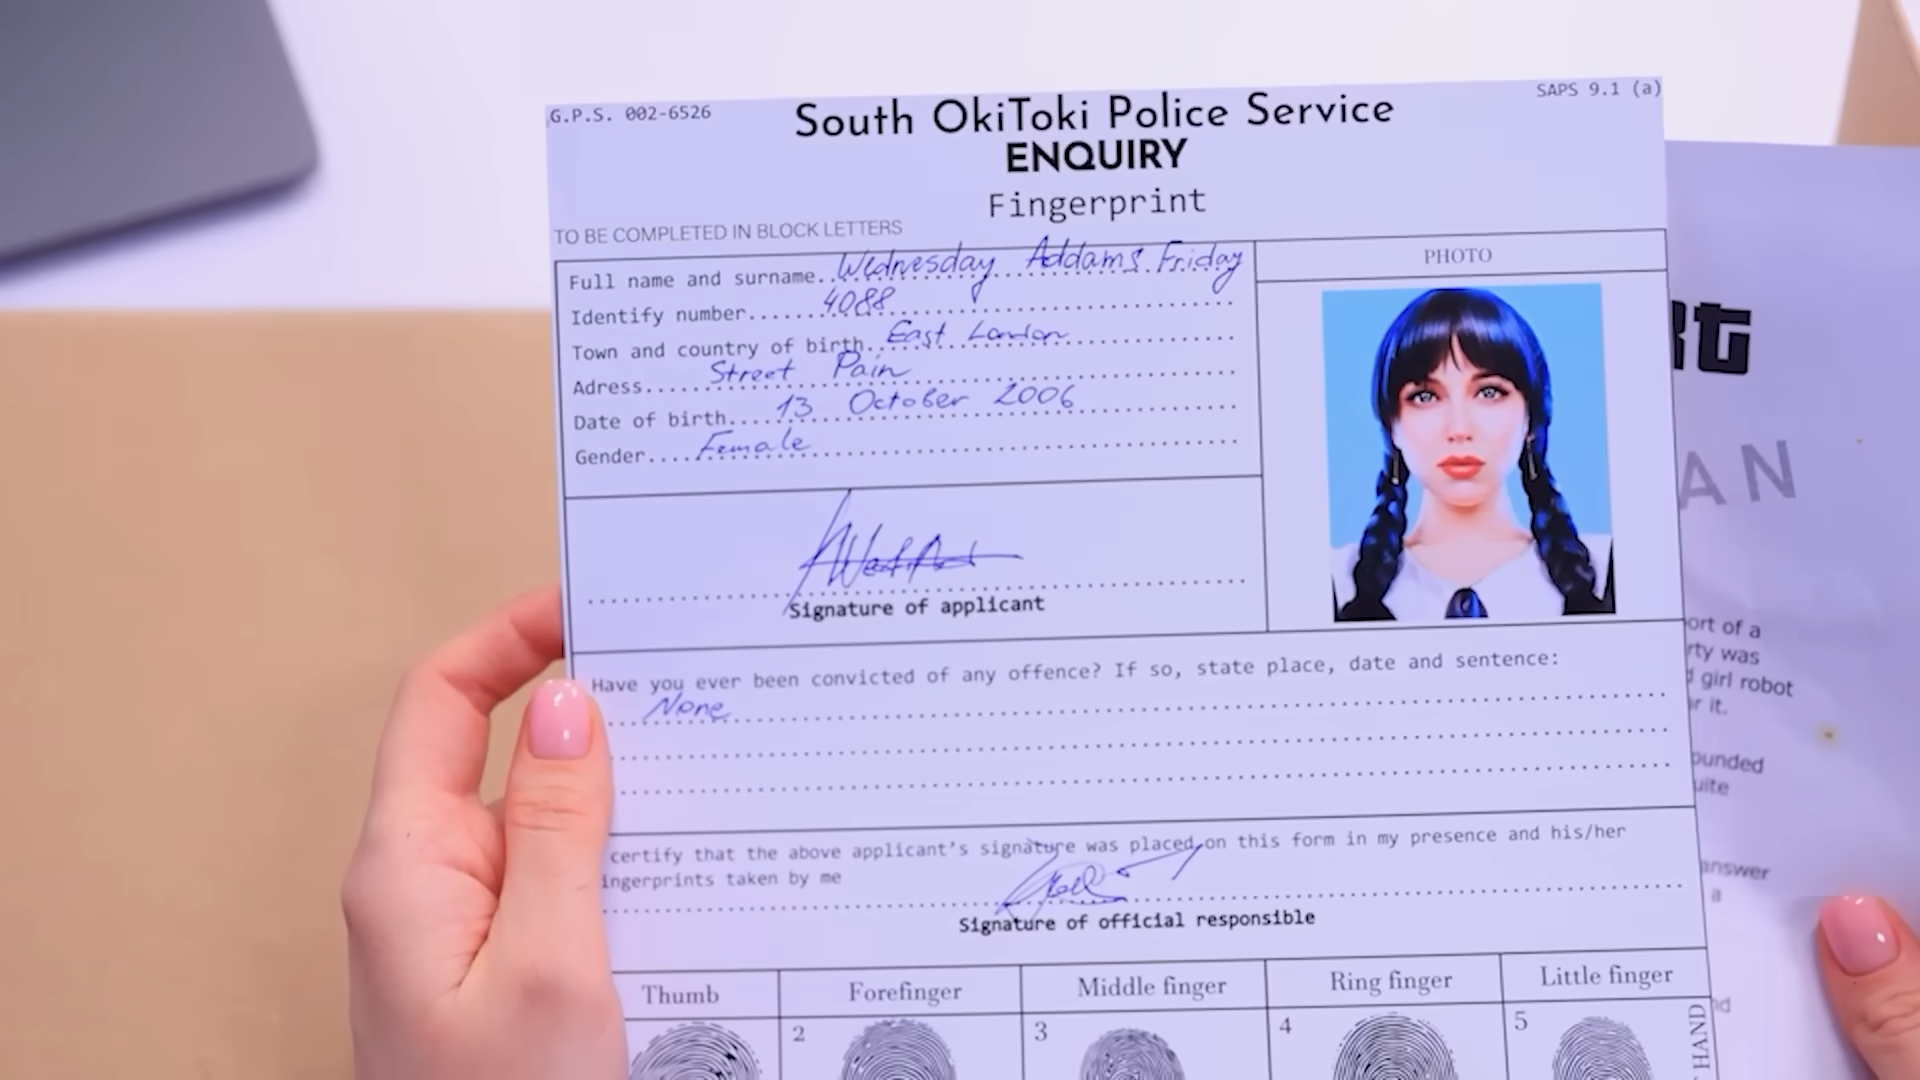 G.P.S. 002-6526
SAPS 9.1 (a)
South OkiToki Police Service
ENQUIRY
Fingerprint
TO BE COMPLETED IN BLOCK LETTERS
Full name and surname..Wednesday Addams Friday
Identify number.......4088
Town and country of birth..East London
Adress.....Street Pain
Date of birth....13 October 2006
Gender....Female
PHOTO
Signature of applicant
Have you ever been convicted of any offence? If so, state place, date and sentence:
None
certify that the above applicant's signature was placed on this form in my presence and his/her
ingerprints taken by me
Signature of official responsible
Thumb Forefinger Middle finger Ring finger Little finger
2 3 4 5
HAND
AN
ort of a
rty was
girl robot
r it.
ounded
uite
answer
a